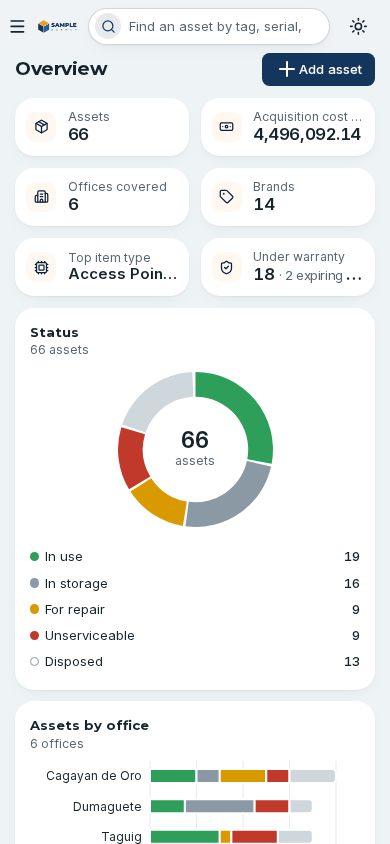 SAMPLE
Find an asset by tag, serial,
Overview
Add asset
Assets
66
Acquisition cost ...
4,496,092.14
Offices covered
6
Brands
14
Top item type
Access Poin...
Under warranty
18 · 2 expiring ...
Status
66 assets
66
assets
In use 19
In storage 16
For repair 9
Unserviceable 9
Disposed 13
Assets by office
6 offices
Cagayan de Oro
Dumaguete
Taguig